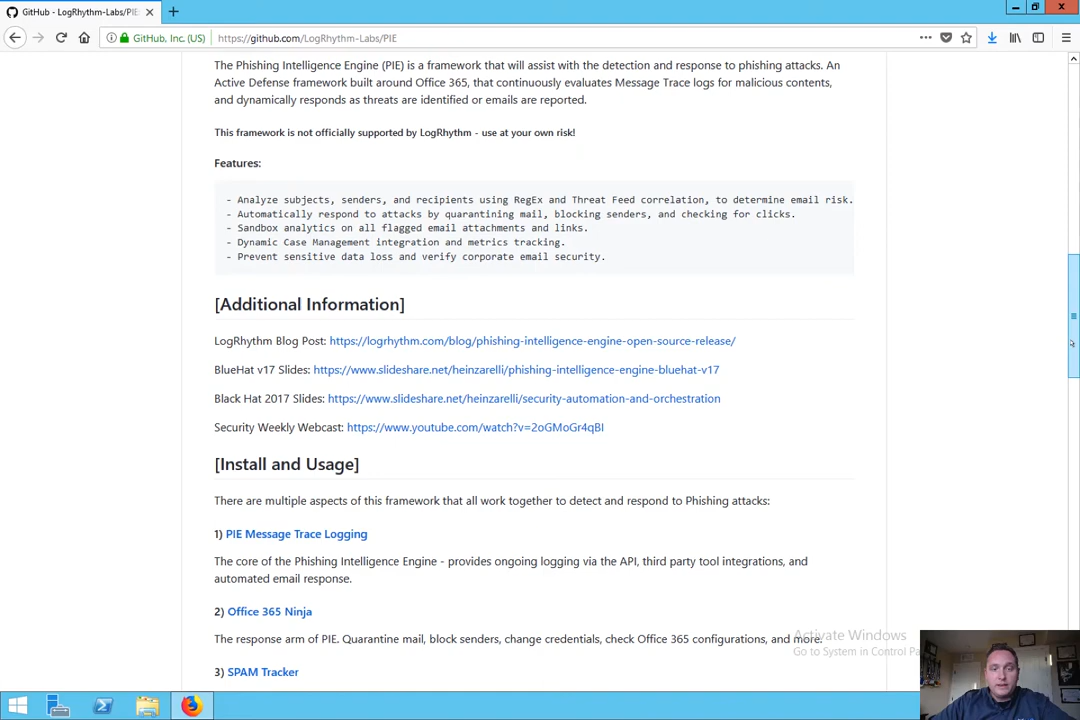 GitHub - LogRhythm-Labs/PIE
GitHub, Inc. (US)
https://github.com/LogRhythm-Labs/PIE
The Phishing Intelligence Engine (PIE) is a framework that will assist with the detection and response to phishing attacks. An
Active Defense framework built around Office 365, that continuously evaluates Message Trace logs for malicious contents,
and dynamically responds as threats are identified or emails are reported.
This framework is not officially supported by LogRhythm - use at your own risk!
Features:
- Analyze subjects, senders, and recipients using RegEx and Threat Feed correlation, to determine email risk.
- Automatically respond to attacks by quarantining mail, blocking senders, and checking for clicks.
- Sandbox analytics on all flagged email attachments and links.
- Dynamic Case Management integration and metrics tracking.
- Prevent sensitive data loss and verify corporate email security.
[Additional Information]
LogRhythm Blog Post: https://logrhythm.com/blog/phishing-intelligence-engine-open-source-release/
BlueHat v17 Slides: https://www.slideshare.net/heinzarelli/phishing-intelligence-engine-bluehat-v17
Black Hat 2017 Slides: https://www.slideshare.net/heinzarelli/security-automation-and-orchestration
Security Weekly Webcast: https://www.youtube.com/watch?v=2oGMoGr4qBI
[Install and Usage]
There are multiple aspects of this framework that all work together to detect and respond to Phishing attacks:
1) PIE Message Trace Logging
The core of the Phishing Intelligence Engine - provides ongoing logging via the API, third party tool integrations, and
automated email response.
2) Office 365 Ninja
The response arm of PIE. Quarantine mail, block senders, change credentials, check Office 365 configurations, and more.
Activate Windows
Go to System in Control Pa
3) SPAM Tracker